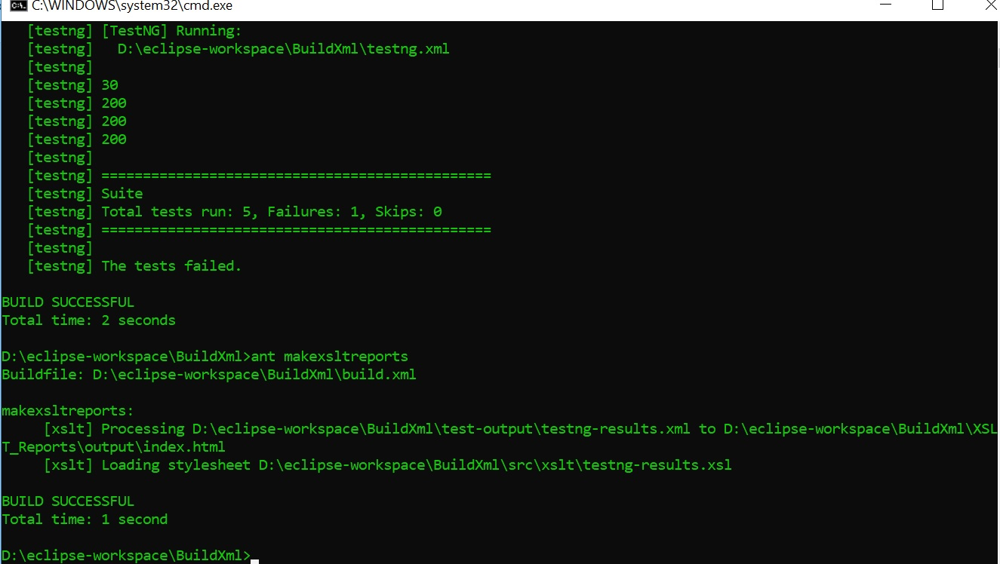 C:\WINDOWS\system32\cmd.exe
[testng] [TestNG] Running:
[testng]   D:\eclipse-workspace\BuildXml\testng.xml
[testng]
[testng] 30
[testng] 200
[testng] 200
[testng] 200
[testng]
[testng] ===============================================
[testng] Suite
[testng] Total tests run: 5, Failures: 1, Skips: 0
[testng] ===============================================
[testng]
[testng] The tests failed.
BUILD SUCCESSFUL
Total time: 2 seconds
D:\eclipse-workspace\BuildXml>ant makexsltreports
Buildfile: D:\eclipse-workspace\BuildXml\build.xml
makexsltreports:
[xslt] Processing D:\eclipse-workspace\BuildXml\test-output\testng-results.xml to D:\eclipse-workspace\BuildXml\XSL
T_Reports\output\index.html
[xslt] Loading stylesheet D:\eclipse-workspace\BuildXml\src\xslt\testng-results.xsl
BUILD SUCCESSFUL
Total time: 1 second
D:\eclipse-workspace\BuildXml>